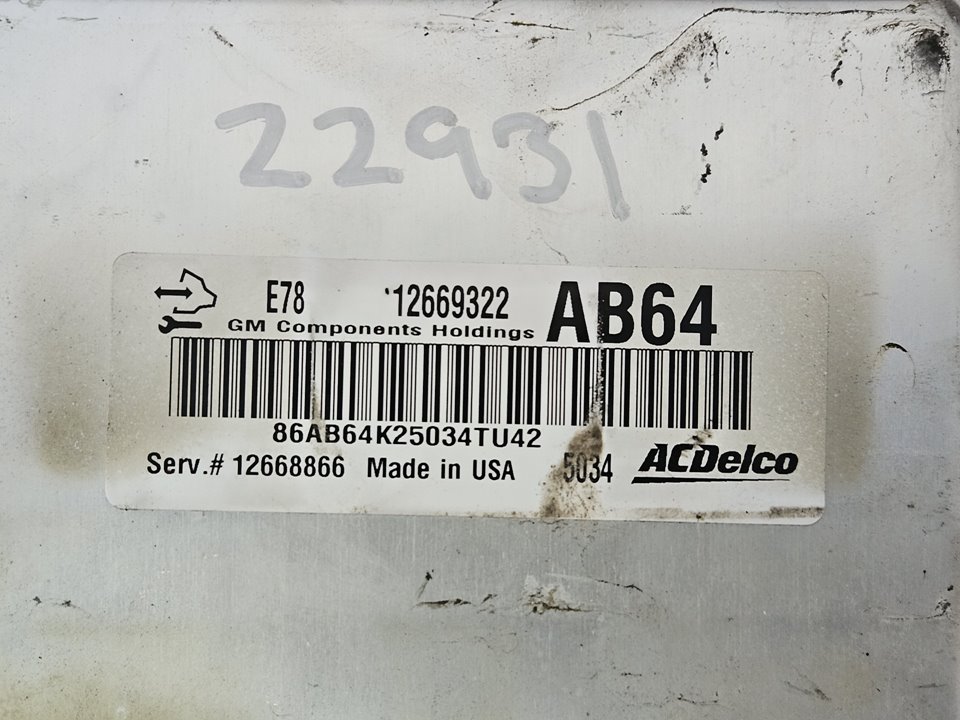 22931
E78 12669322 AB64
GM Components Holdings
86AB64K25034TU42
Serv.# 12668866 Made in USA 5034 ACDelco